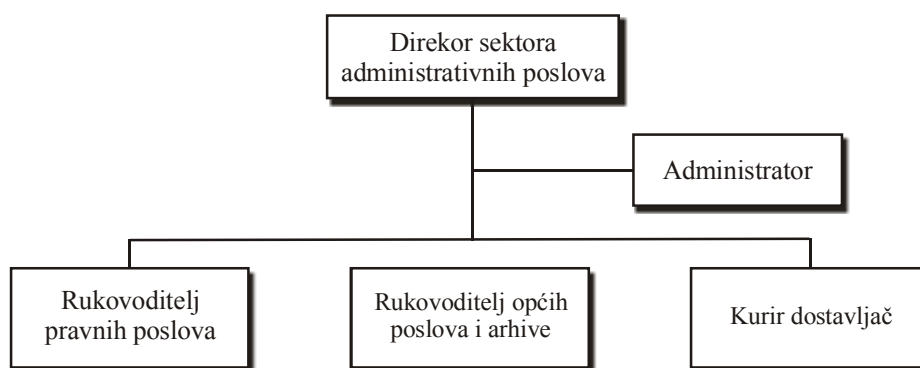 Direkor sektora
administrativnih poslova
Administrator
Rukovoditelj
pravnih poslova
Rukovoditelj općih
poslova i arhive
Kurir dostavljač